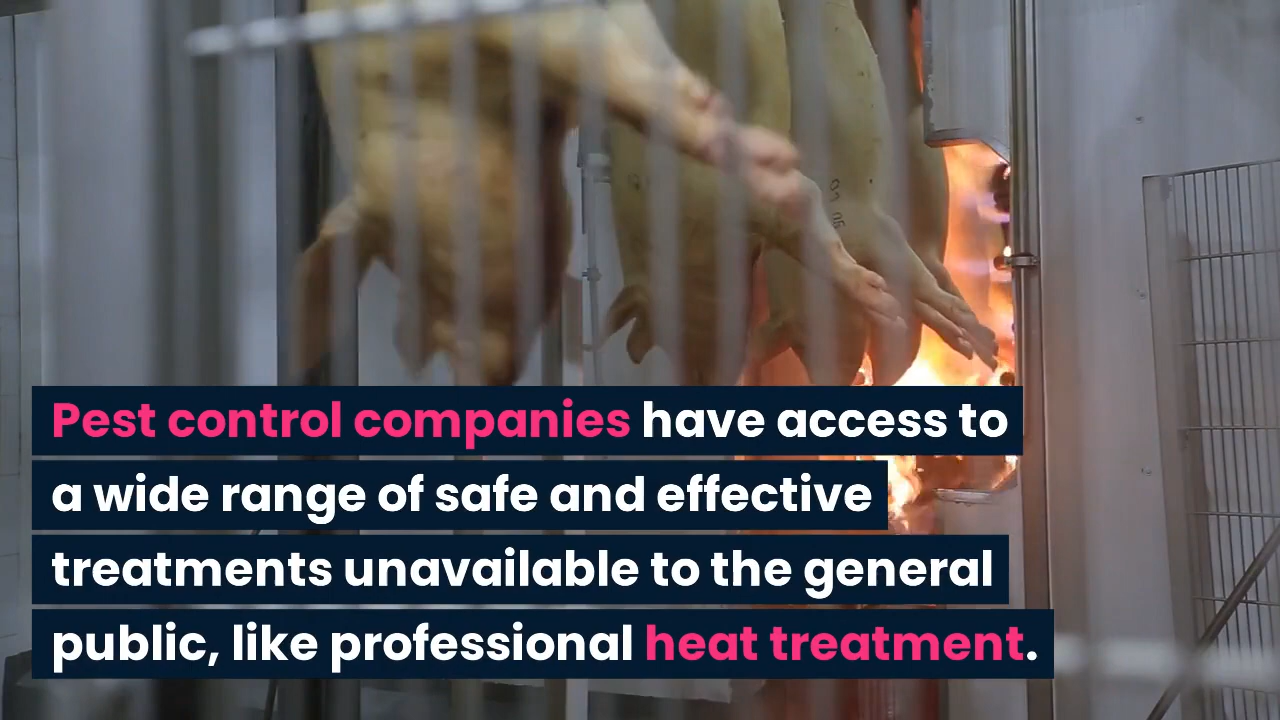 Pest control companies have access to
a wide range of safe and effective
treatments unavailable to the general
public, like professional heat treatment.